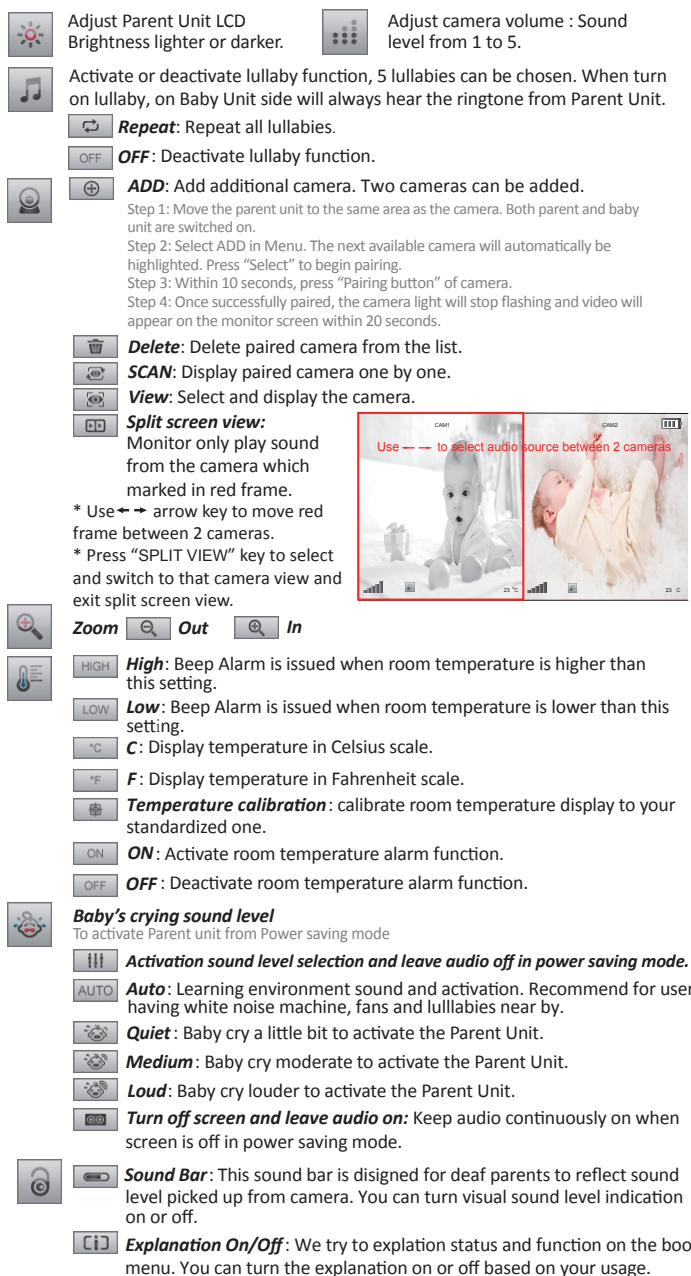 Adjust Parent Unit LCD
Brightness lighter or darker.
Adjust camera volume : Sound
level from 1 to 5.
Activate or deactivate lullaby function, 5 lullabies can be chosen. When turn
on lullaby, on Baby Unit side will always hear the ringtone from Parent Unit.
Repeat: Repeat all lullabies.
OFF OFF : Deactivate lullaby function.
ADD: Add additional camera. Two cameras can be added.
Step 1: Move the parent unit to the same area as the camera. Both parent and baby
unit are switched on.
Step 2: Select ADD in Menu. The next available camera will automatically be
highlighted. Press “Select” to begin pairing.
Step 3: Within 10 seconds, press “Pairing button” of camera.
Step 4: Once successfully paired, the camera light will stop flashing and video will
appear on the monitor screen within 20 seconds.
Delete: Delete paired camera from the list.
SCAN: Display paired camera one by one.
View: Select and display the camera.
Split screen view:
Monitor only play sound
from the camera which
marked in red frame.
* Use ← → arrow key to move red
frame between 2 cameras.
* Press “SPLIT VIEW” key to select
and switch to that camera view and
exit split screen view.
CAM1
CAM2
Use ← → to select audio source between 2 cameras
23 °C
23 C
Zoom Out In
HIGH High: Beep Alarm is issued when room temperature is higher than
this setting.
LOW Low: Beep Alarm is issued when room temperature is lower than this
setting.
°C C : Display temperature in Celsius scale.
°F F : Display temperature in Fahrenheit scale.
Temperature calibration : calibrate room temperature display to your
standardized one.
ON ON : Activate room temperature alarm function.
OFF OFF : Deactivate room temperature alarm function.
Baby’s crying sound level
To activate Parent unit from Power saving mode
Activation sound level selection and leave audio off in power saving mode.
AUTO Auto : Learning environment sound and activation. Recommend for user
having white noise machine, fans and lulllabies near by.
Quiet : Baby cry a little bit to activate the Parent Unit.
Medium : Baby cry moderate to activate the Parent Unit.
Loud : Baby cry louder to activate the Parent Unit.
Turn off screen and leave audio on: Keep audio continuously on when
screen is off in power saving mode.
Sound Bar : This sound bar is disigned for deaf parents to reflect sound
level picked up from camera. You can turn visual sound level indication
on or off.
Explanation On/Off : We try to explation status and function on the boo
menu. You can turn the explanation on or off based on your usage.